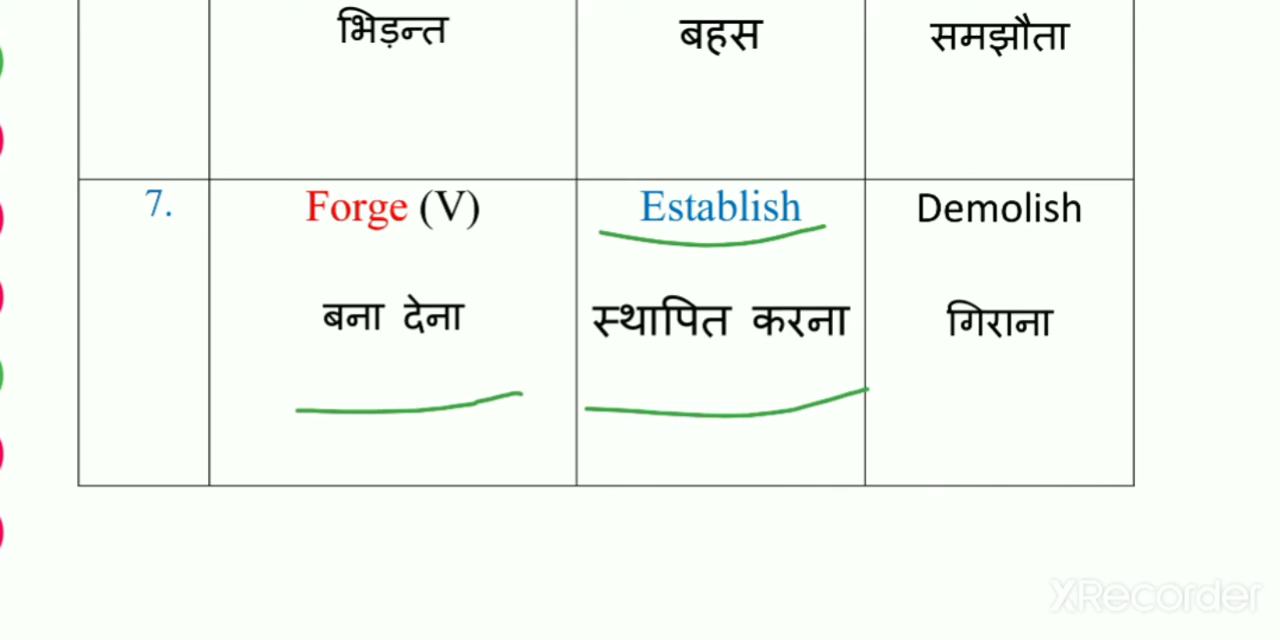 भिड़न्त बहस समझौता
7. Forge (V) Establish Demolish
बना देना स्थापित करना गिराना
XRecorder